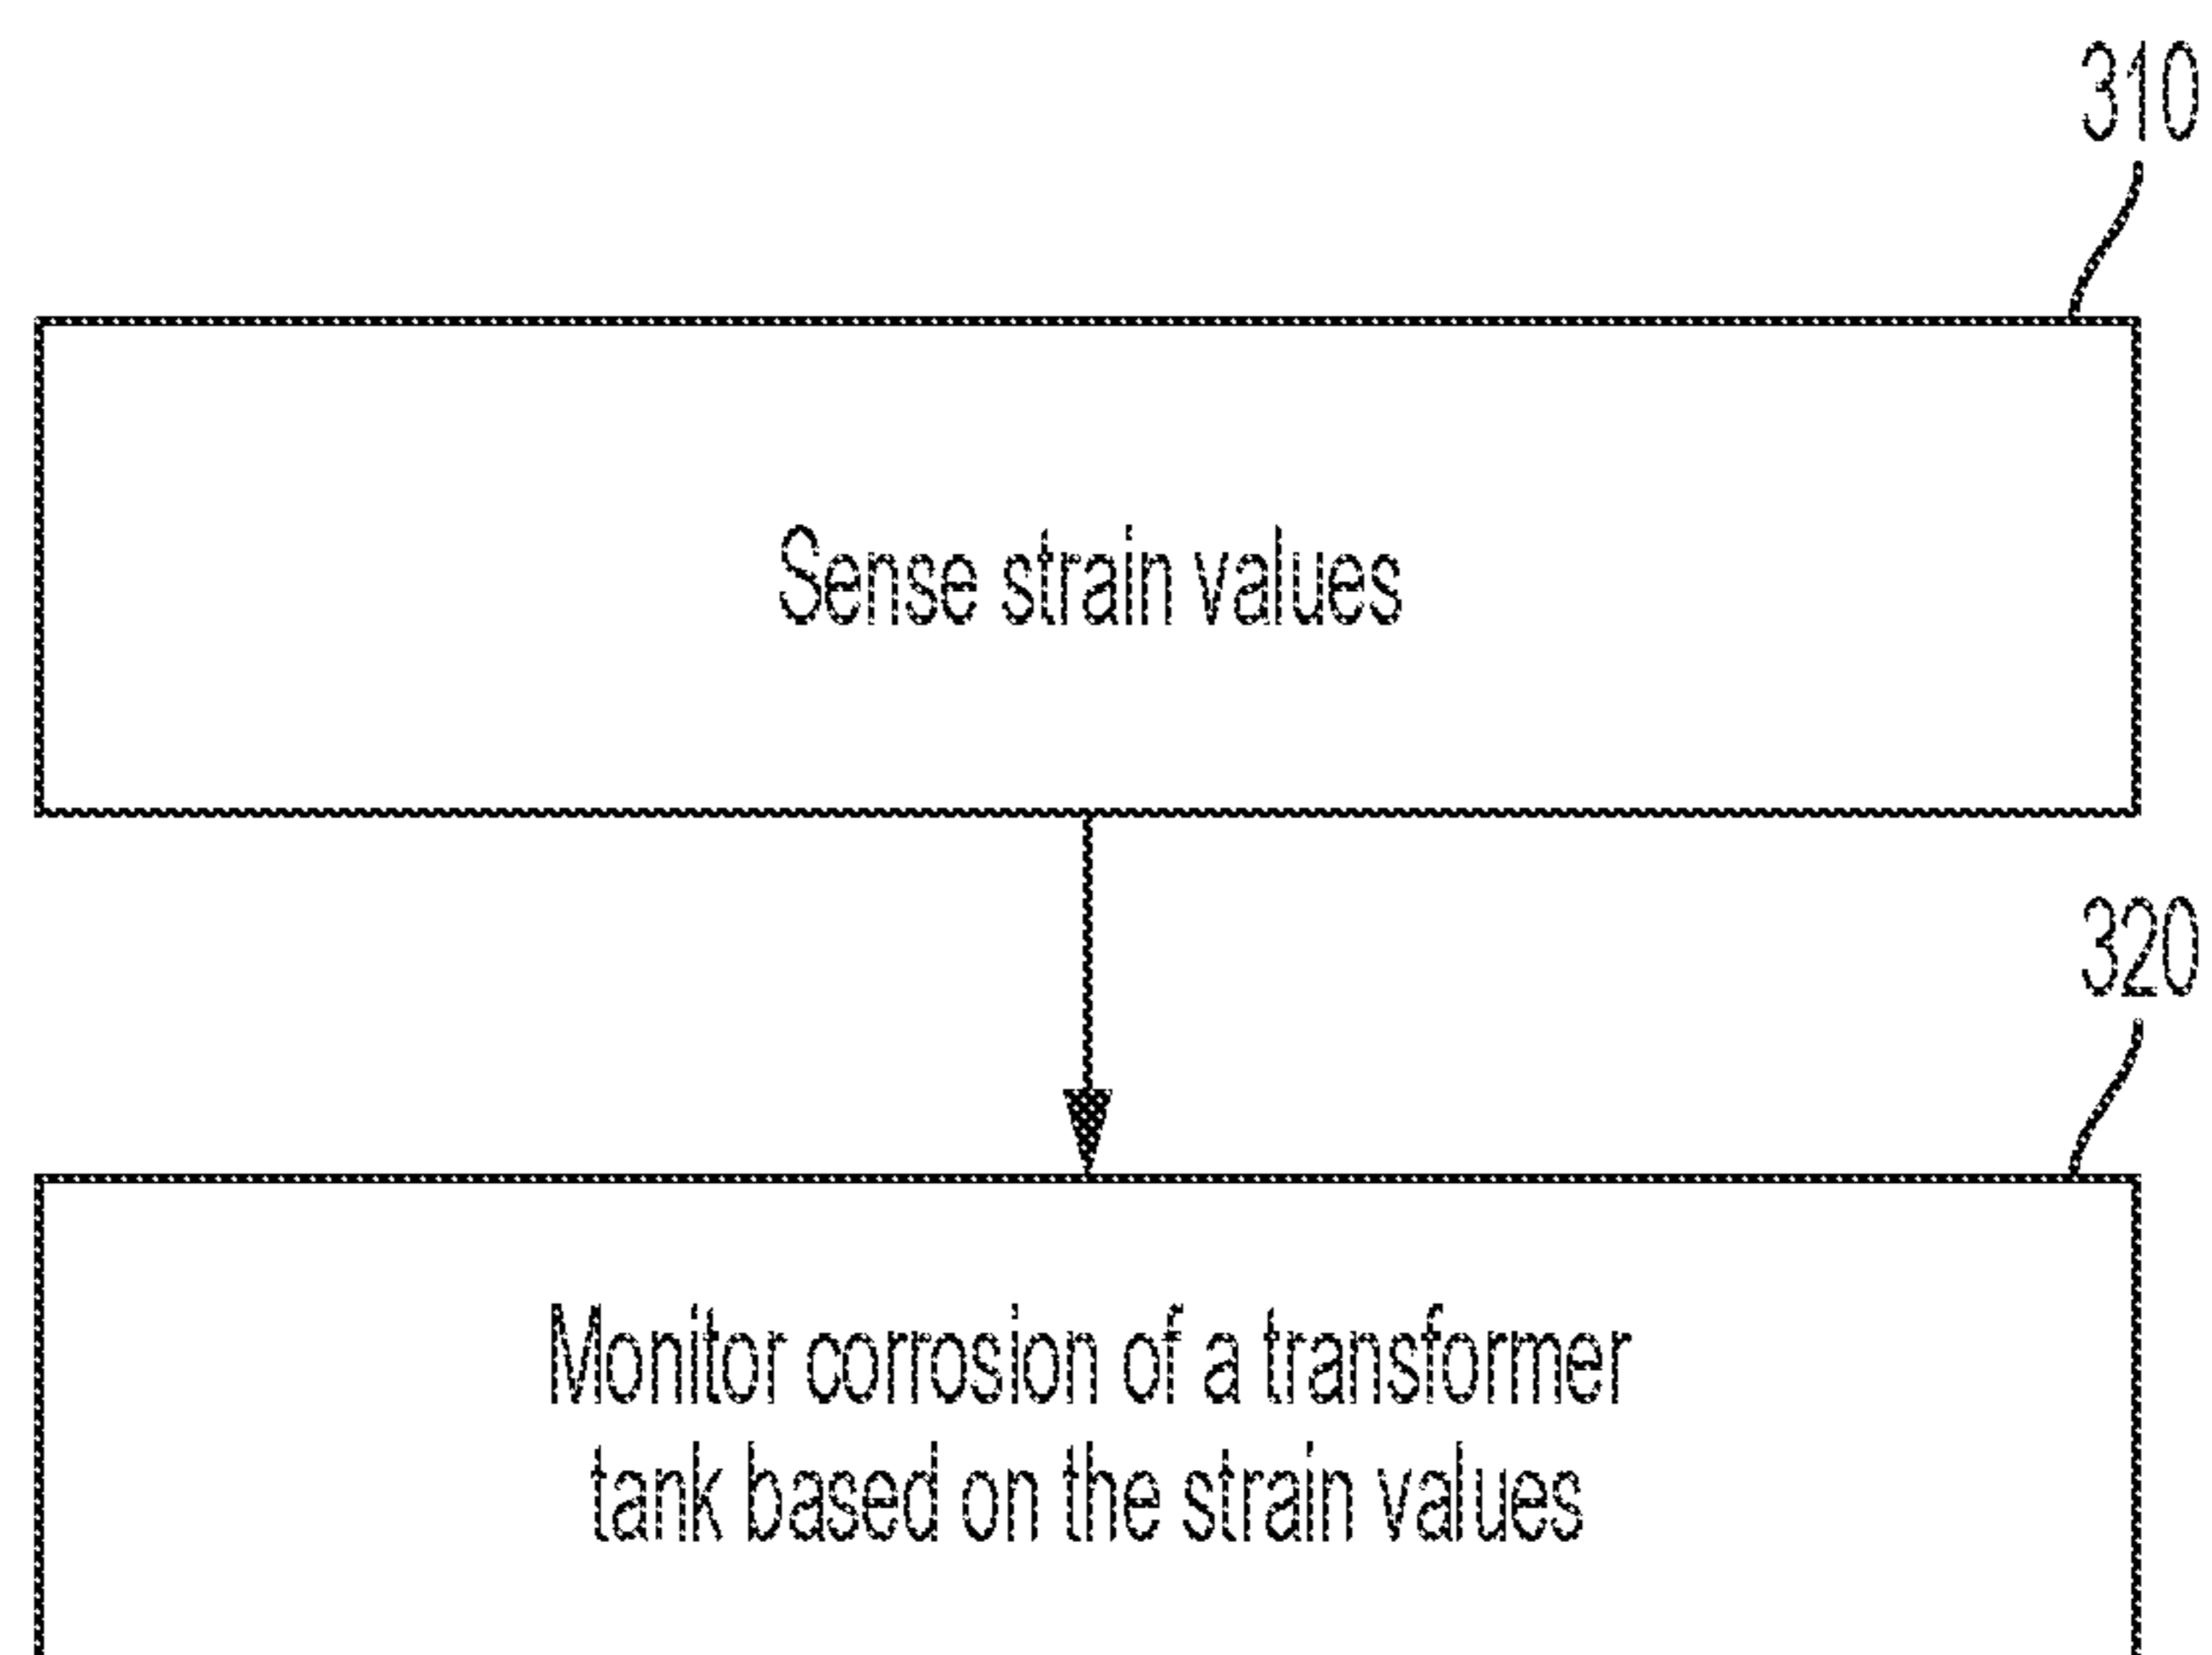 310
Sense strain values
320
Monitor corrosion of a transformer
tank based on the strain values